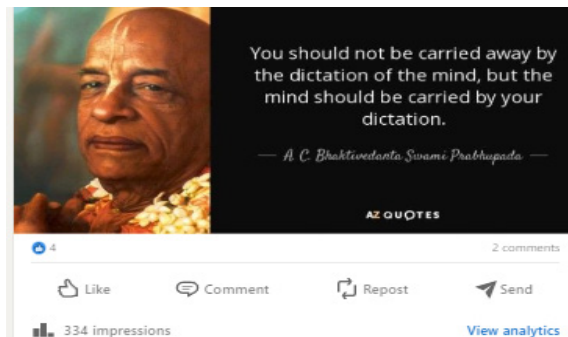 You should not be carried away by
the dictation of the mind, but the
mind should be carried by your
dictation.
— A. C. Bhaktivedanta Swami Prabhupada —
AZ QUOTES
4
2 comments
Like
Comment
Repost
Send
334 impressions
View analytics